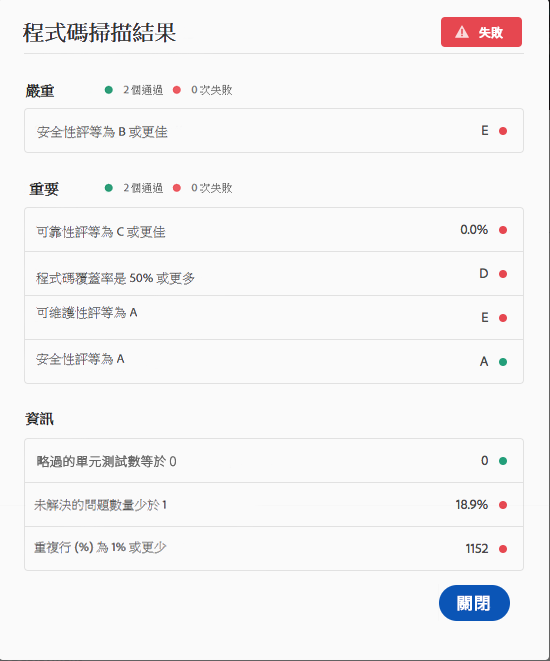 程式碼掃描結果
失敗
嚴重 2 個通過 0 次失敗
安全性評等為 B 或更佳 E
重要 2 個通過 0 次失敗
可靠性評等為 C 或更佳 0.0%
程式碼覆蓋率是 50% 或更多 D
可維護性評等為 A E
安全性評等為 A A
資訊
略過的單元測試數等於 0 0
未解決的問題數量少於 1 18.9%
重複行 (%) 為 1% 或更少 1152
關閉